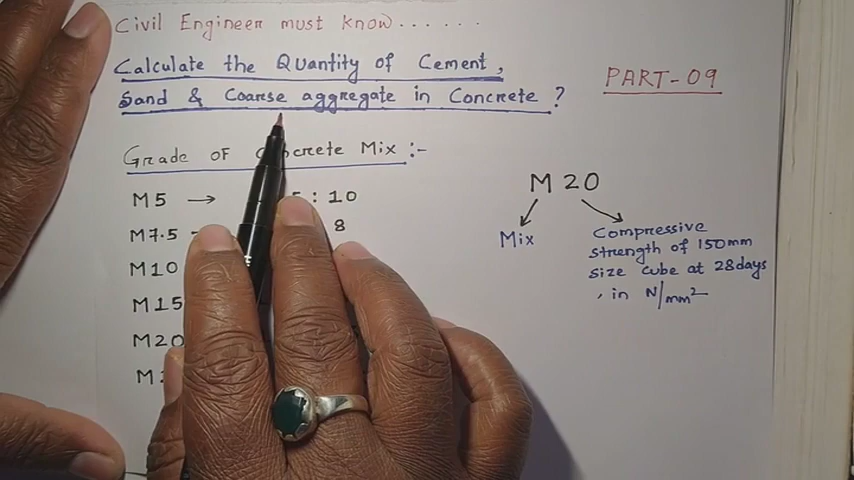 Civil Engineer must know......
Calculate the Quantity of Cement,
Sand & Coarse aggregate in Concrete ?
PART-09
Grade OF Concrete Mix :-
M5 → : 10
M7.5 8
M10
M15
M20
M 20
Mix
Compressive
strength of 150mm
size cube at 28days
, in N/mm²